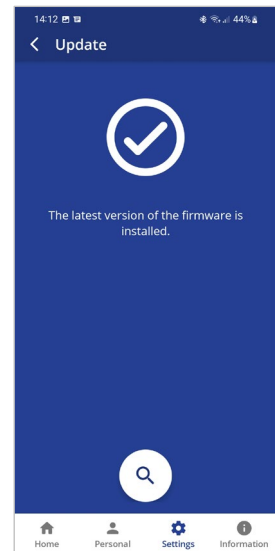 14:12 44%
Update
The latest version of the firmware is
installed.
Home Personal Settings Information